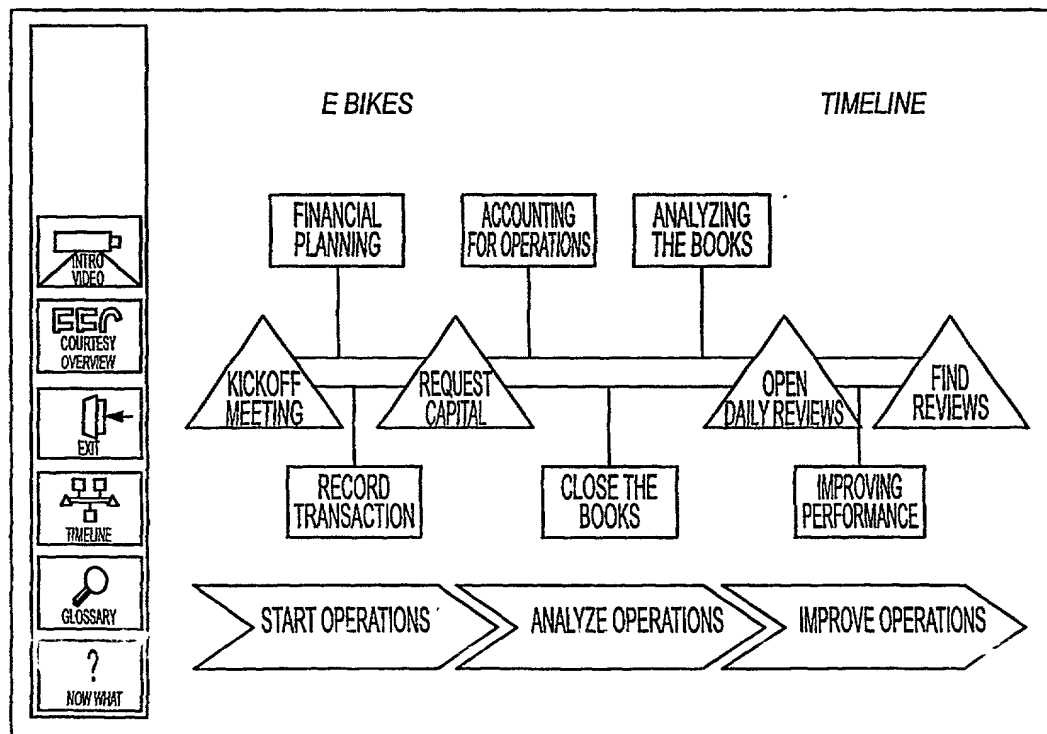 E BIKES
TIMELINE
FINANCIAL
PLANNING
ACCOUNTING
FOR OPERATIONS
ANALYZING
THE BOOKS
INTRO
VIDEO
COURTESY
OVERVIEW
EXIT
TIMELINE
GLOSSARY
?
NOW WHAT
KICKOFF
MEETING
REQUEST
CAPITAL
OPEN
DAILY REVIEWS
FIND
REVIEWS
RECORD
TRANSACTION
CLOSE THE
BOOKS
IMPROVING
PERFORMANCE
START OPERATIONS
ANALYZE OPERATIONS
IMPROVE OPERATIONS